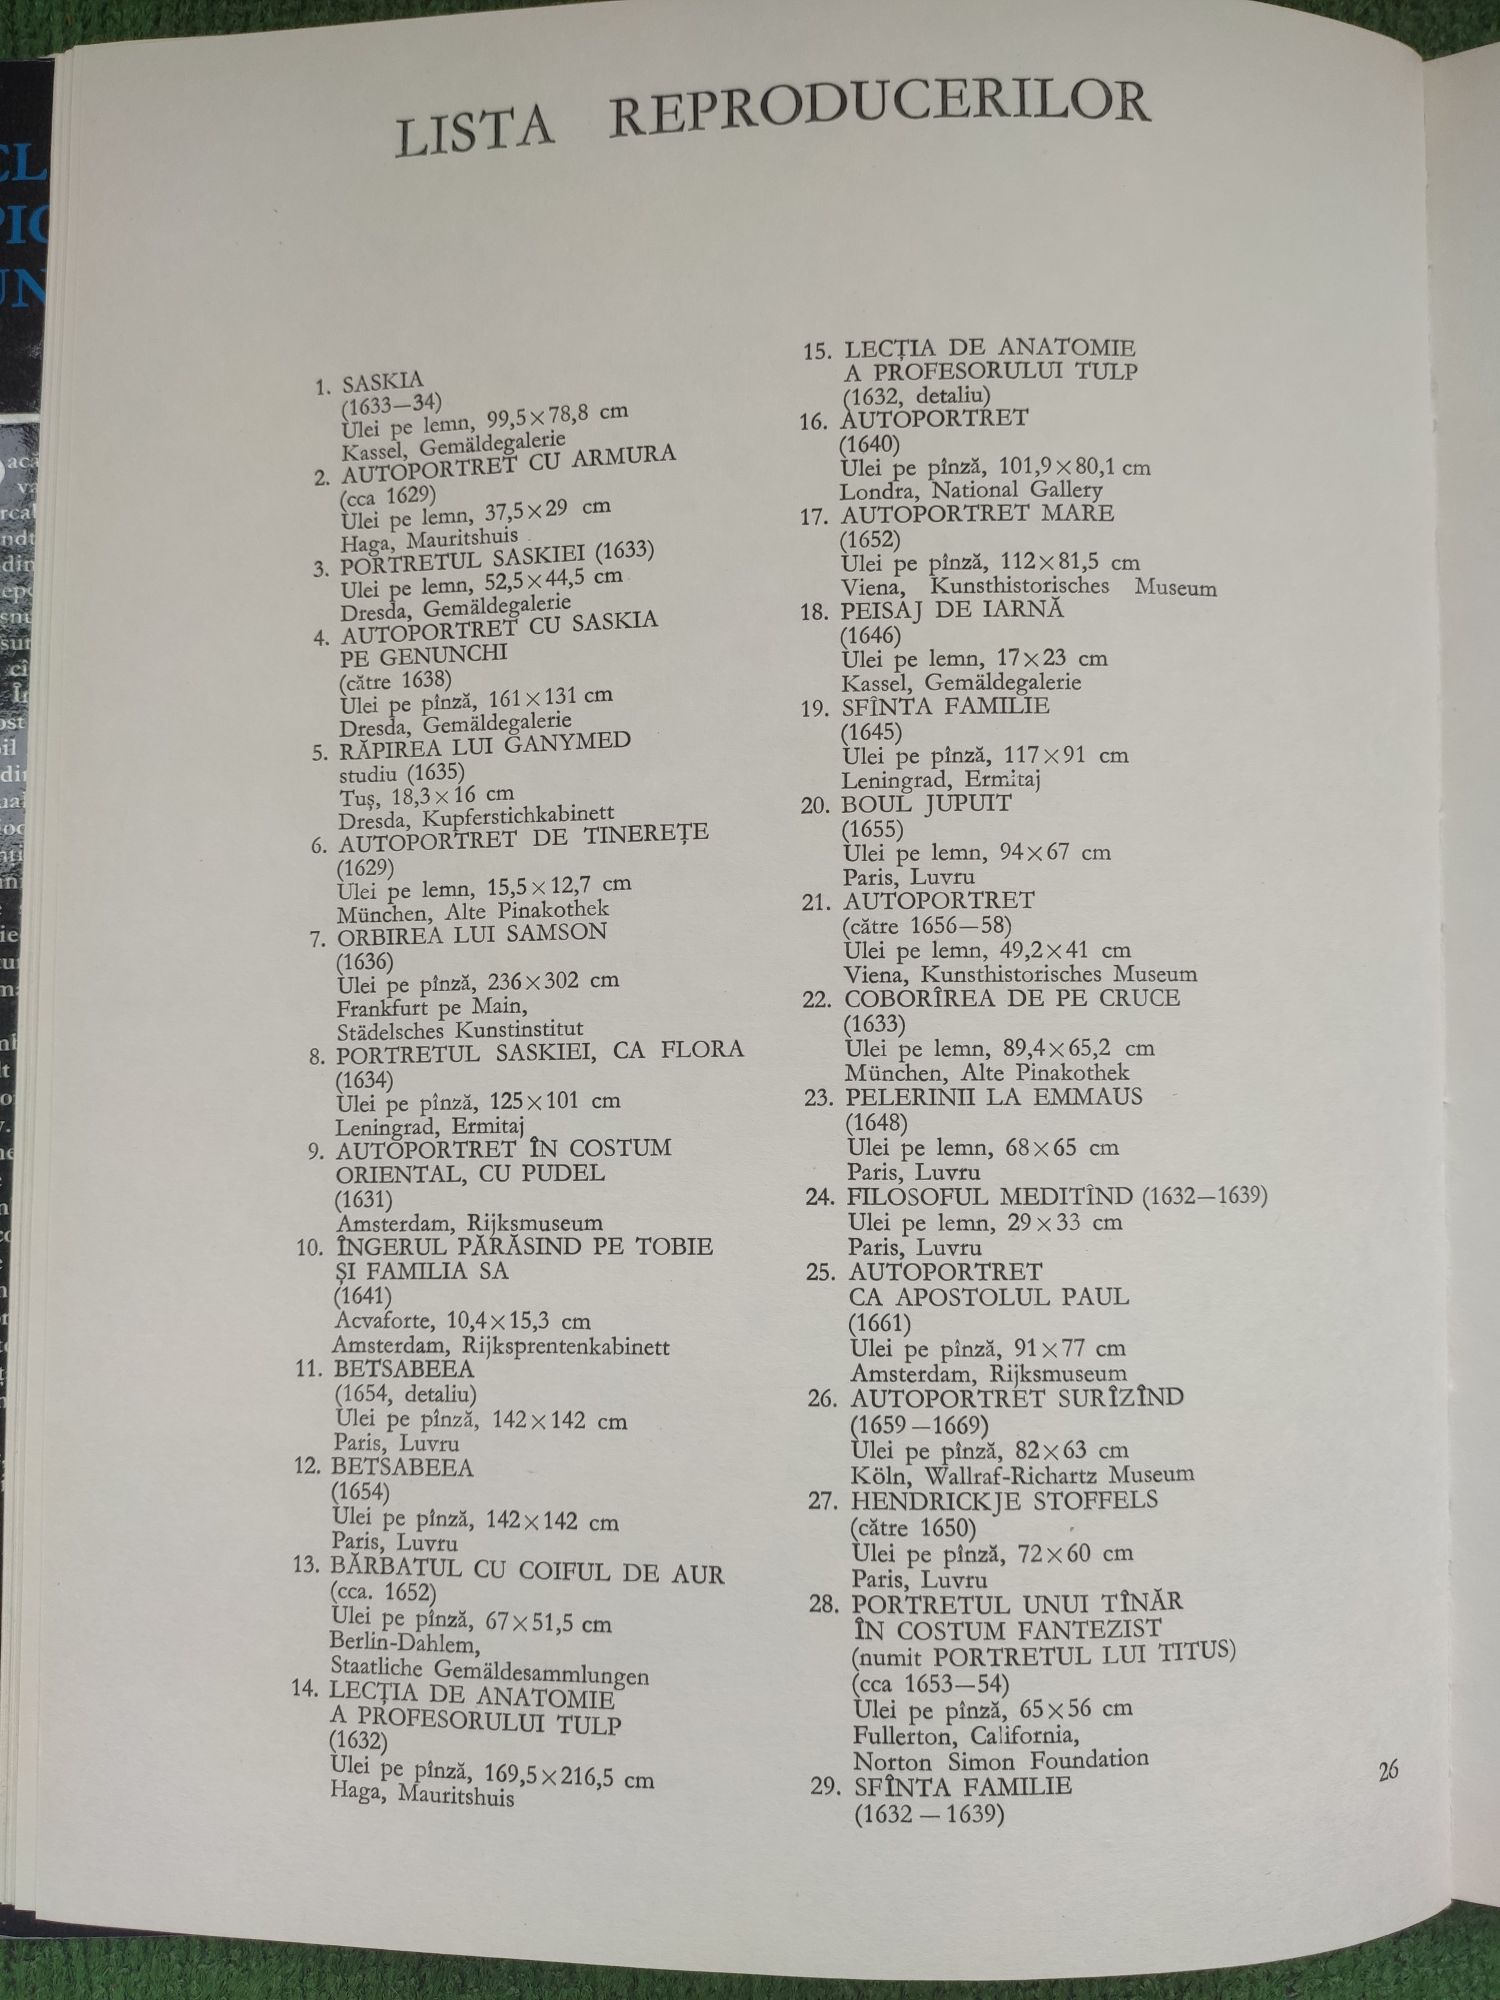 LISTA REPRODUCERILOR
1. SASKIA
(1633—34)
Ulei pe lemn, 99,5×78,8 cm
Kassel, Gemäldegalerie
2. AUTOPORTRET CU ARMURA
(cca 1629)
Ulei pe lemn, 37,5×29 cm
Haga, Mauritshuis
3. PORTRETUL SASKIEI (1633)
Ulei pe lemn, 52,5×44,5 cm
Dresda, Gemäldegalerie
4. AUTOPORTRET CU SASKIA
PE GENUNCHI
(către 1638)
Ulei pe pînză, 161×131 cm
Dresda, Gemäldegalerie
5. RĂPIREA LUI GANYMED
studiu (1635)
Tuș, 18,3×16 cm
Dresda, Kupferstichkabinett
6. AUTOPORTRET DE TINEREȚE
(1629)
Ulei pe lemn, 15,5×12,7 cm
München, Alte Pinakothek
7. ORBIREA LUI SAMSON
(1636)
Ulei pe pînză, 236×302 cm
Frankfurt pe Main,
Städelsches Kunstinstitut
8. PORTRETUL SASKIEI, CA FLORA
(1634)
Ulei pe pînză, 125×101 cm
Leningrad, Ermitaj
9. AUTOPORTRET ÎN COSTUM
ORIENTAL, CU PUDEL
(1631)
Amsterdam, Rijksmuseum
10. ÎNGERUL PĂRĂSIND PE TOBIE
ȘI FAMILIA SA
(1641)
Acvaforte, 10,4×15,3 cm
Amsterdam, Rijksprentenkabinett
11. BETSABEEA
(1654, detaliu)
Ulei pe pînză, 142×142 cm
Paris, Luvru
12. BETSABEEA
(1654)
Ulei pe pînză, 142×142 cm
Paris, Luvru
13. BĂRBATUL CU COIFUL DE AUR
(cca. 1652)
Ulei pe pînză, 67×51,5 cm
Berlin-Dahlem,
Staatliche Gemäldesammlungen
14. LECȚIA DE ANATOMIE
A PROFESORULUI TULP
(1632)
Ulei pe pînză, 169,5×216,5 cm
Haga, Mauritshuis
15. LECȚIA DE ANATOMIE
A PROFESORULUI TULP
(1632, detaliu)
16. AUTOPORTRET
(1640)
Ulei pe pînză, 101,9×80,1 cm
Londra, National Gallery
17. AUTOPORTRET MARE
(1652)
Ulei pe pînză, 112×81,5 cm
Viena, Kunsthistorisches Museum
18. PEISAJ DE IARNĂ
(1646)
Ulei pe lemn, 17×23 cm
Kassel, Gemäldegalerie
19. SFÎNTA FAMILIE
(1645)
Ulei pe pînză, 117×91 cm
Leningrad, Ermitaj
20. BOUL JUPUIT
(1655)
Ulei pe lemn, 94×67 cm
Paris, Luvru
21. AUTOPORTRET
(către 1656—58)
Ulei pe lemn, 49,2×41 cm
Viena, Kunsthistorisches Museum
22. COBORÎREA DE PE CRUCE
(1633)
Ulei pe lemn, 89,4×65,2 cm
München, Alte Pinakothek
23. PELERINII LA EMMAUS
(1648)
Ulei pe lemn, 68×65 cm
Paris, Luvru
24. FILOSOFUL MEDITÎND (1632—1639)
Ulei pe lemn, 29×33 cm
Paris, Luvru
25. AUTOPORTRET
CA APOSTOLUL PAUL
(1661)
Ulei pe pînză, 91×77 cm
Amsterdam, Rijksmuseum
26. AUTOPORTRET SURÎZÎND
(1659—1669)
Ulei pe pînză, 82×63 cm
Köln, Wallraf-Richartz Museum
27. HENDRICKJE STOFFELS
(către 1650)
Ulei pe pînză, 72×60 cm
Paris, Luvru
28. PORTRETUL UNUI TÎNĂR
ÎN COSTUM FANTEZIST
(numit PORTRETUL LUI TITUS)
(cca 1653—54)
Ulei pe pînză, 65×56 cm
Fullerton, California,
Norton Simon Foundation
29. SFÎNTA FAMILIE
(1632 — 1639)
26